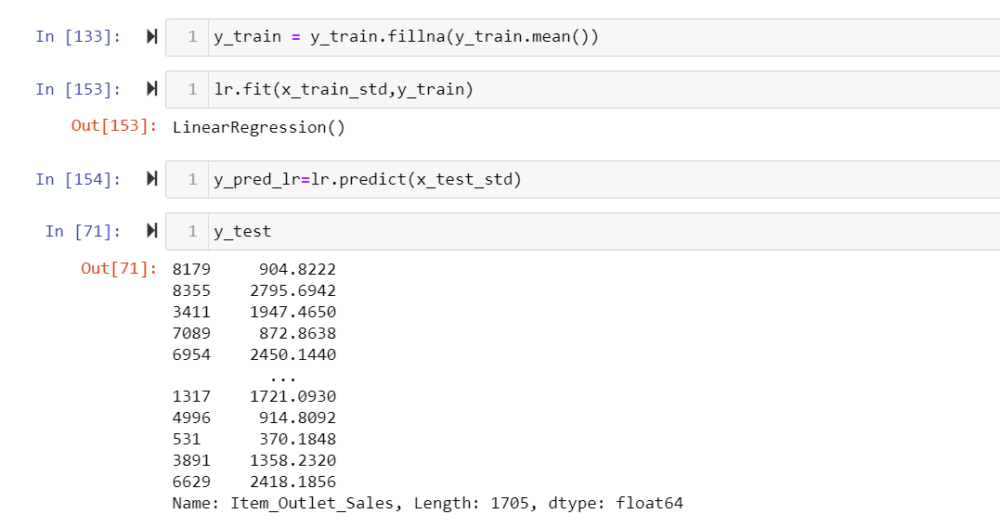 In [133]: 1 y_train = y_train.fillna(y_train.mean())
In [153]: 1 lr.fit(x_train_std,y_train)
Out[153]: LinearRegression()
In [154]: 1 y_pred_lr=lr.predict(x_test_std)
In [71]: 1 y_test
Out[71]: 8179 904.8222
8355 2795.6942
3411 1947.4650
7089 872.8638
6954 2450.1440
...
1317 1721.0930
4996 914.8092
531 370.1848
3891 1358.2320
6629 2418.1856
Name: Item_Outlet_Sales, Length: 1705, dtype: float64